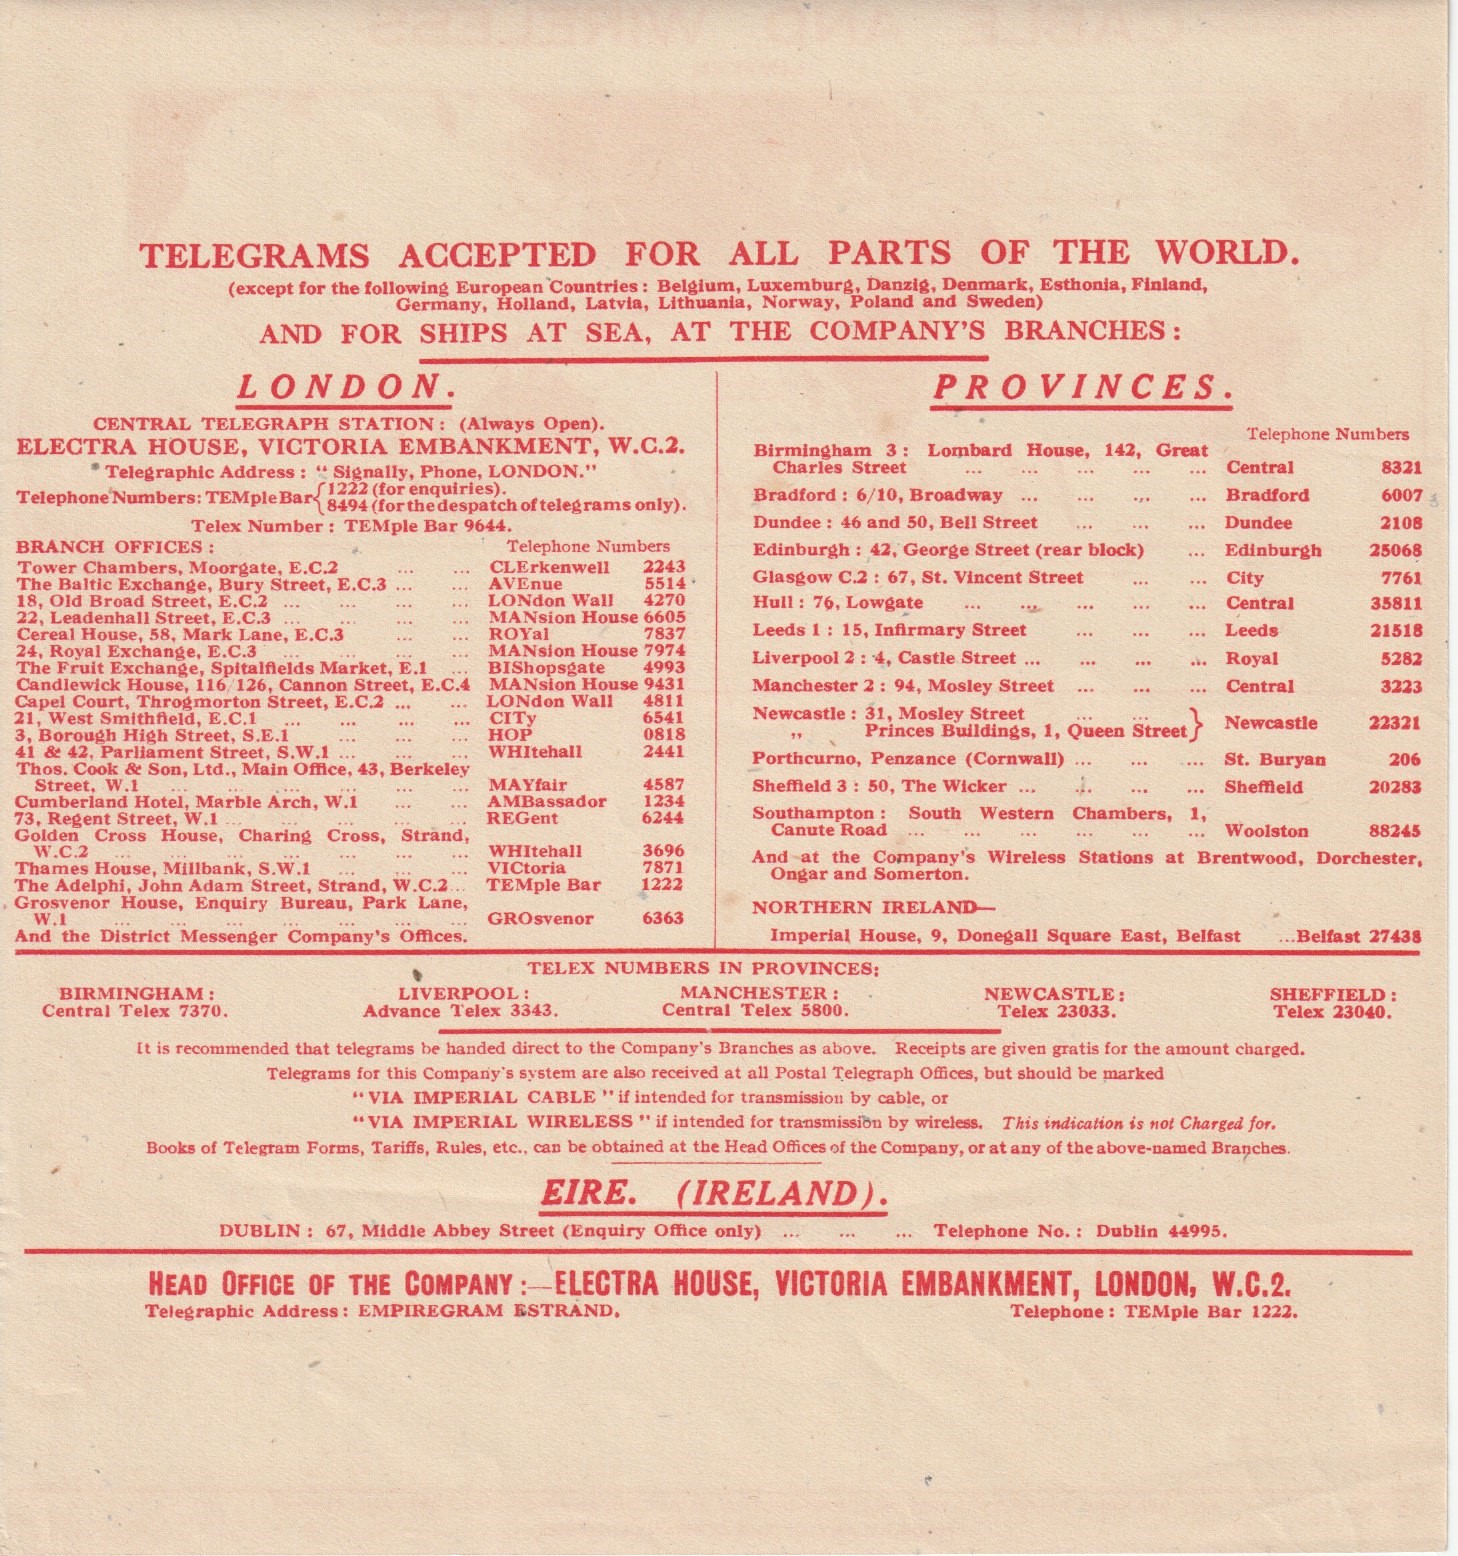 TELEGRAMS ACCEPTED FOR ALL PARTS OF THE WORLD.
(except for the following European Countries: Belgium, Luxemburg, Danzig, Denmark, Esthonia, Finland,
Germany, Holland, Latvia, Lithuania, Norway, Poland and Sweden)
AND FOR SHIPS AT SEA, AT THE COMPANY'S BRANCHES:
LONDON.
CENTRAL TELEGRAPH STATION: (Always Open).
ELECTRA HOUSE, VICTORIA EMBANKMENT, W.C.2.
Telegraphic Address: "Signally, Phone, LONDON."
Telephone Numbers: TEMple Bar { 1222 (for enquiries).
8494 (for the despatch of telegrams only).
Telex Number: TEMple Bar 9644.
BRANCH OFFICES: Telephone Numbers
Tower Chambers, Moorgate, E.C.2 ... ... CLErkenwell 2243
The Baltic Exchange, Bury Street, E.C.3 ... ... AVEnue 5514
18, Old Broad Street, E.C.2 ... ... ... ... LONdon Wall 4270
22, Leadenhall Street, E.C.3 ... ... ... ... MANsion House 6605
Cereal House, 58, Mark Lane, E.C.3 ... ... ROYal 7837
24, Royal Exchange, E.C.3 ... ... ... ... MANsion House 7974
The Fruit Exchange, Spitalfields Market, E.1 ... BIShopsgate 4993
Candlewick House, 116/126, Cannon Street, E.C.4 MANsion House 9431
Capel Court, Throgmorton Street, E.C.2 ... ... LONdon Wall 4811
21, West Smithfield, E.C.1 ... ... ... ... CITy 6541
3, Borough High Street, S.E.1 ... ... ... HOP 0818
41 & 42, Parliament Street, S.W.1 ... ... ... WHItehall 2441
Thos. Cook & Son, Ltd., Main Office, 43, Berkeley
Street, W.1 ... ... ... ... ... ... MAYfair 4587
Cumberland Hotel, Marble Arch, W.1 ... ... AMBassador 1234
73, Regent Street, W.1 ... ... ... ... ... REGent 6244
Golden Cross House, Charing Cross, Strand,
W.C.2 ... ... ... ... ... ... ... WHItehall 3696
Thames House, Millbank, S.W.1 ... ... ... VICtoria 7871
The Adelphi, John Adam Street, Strand, W.C.2 ... TEMple Bar 1222
Grosvenor House, Enquiry Bureau, Park Lane,
W.1 ... ... ... ... ... ... ... GROsvenor 6363
And the District Messenger Company's Offices.
PROVINCES.
Telephone Numbers
Birmingham 3: Lombard House, 142, Great
Charles Street ... ... ... ... ... Central 8321
Bradford: 6/10, Broadway ... ... ... ... Bradford 6007
Dundee: 46 and 50, Bell Street ... ... ... Dundee 2108
Edinburgh: 42, George Street (rear block) ... Edinburgh 25068
Glasgow C.2: 67, St. Vincent Street ... ... City 7761
Hull: 76, Lowgate ... ... ... ... ... Central 35811
Leeds 1: 15, Infirmary Street ... ... ... Leeds 21518
Liverpool 2: 4, Castle Street ... ... ... ... Royal 5282
Manchester 2: 94, Mosley Street ... ... ... Central 3223
Newcastle: 31, Mosley Street ... ...
,, Princes Buildings, 1, Queen Street } Newcastle 22321
Porthcurno, Penzance (Cornwall) ... ... ... St. Buryan 206
Sheffield 3: 50, The Wicker ... ... ... ... Sheffield 20283
Southampton: South Western Chambers, 1,
Canute Road ... ... ... ... ... ... Woolston 88245
And at the Company's Wireless Stations at Brentwood, Dorchester,
Ongar and Somerton.
NORTHERN IRELAND—
Imperial House, 9, Donegall Square East, Belfast ...Belfast 27438
TELEX NUMBERS IN PROVINCES:
BIRMINGHAM: LIVERPOOL: MANCHESTER: NEWCASTLE: SHEFFIELD:
Central Telex 7370. Advance Telex 3343. Central Telex 5800. Telex 23033. Telex 23040.
It is recommended that telegrams be handed direct to the Company's Branches as above. Receipts are given gratis for the amount charged.
Telegrams for this Company's system are also received at all Postal Telegraph Offices, but should be marked
"VIA IMPERIAL CABLE" if intended for transmission by cable, or
"VIA IMPERIAL WIRELESS" if intended for transmission by wireless. This indication is not Charged for.
Books of Telegram Forms, Tariffs, Rules, etc., can be obtained at the Head Offices of the Company, or at any of the above-named Branches.
EIRE. (IRELAND).
DUBLIN: 67, Middle Abbey Street (Enquiry Office only) ... ... ... Telephone No.: Dublin 44995.
HEAD OFFICE OF THE COMPANY:—ELECTRA HOUSE, VICTORIA EMBANKMENT, LONDON, W.C.2.
Telegraphic Address: EMPIREGRAM ESTRAND. Telephone: TEMple Bar 1222.